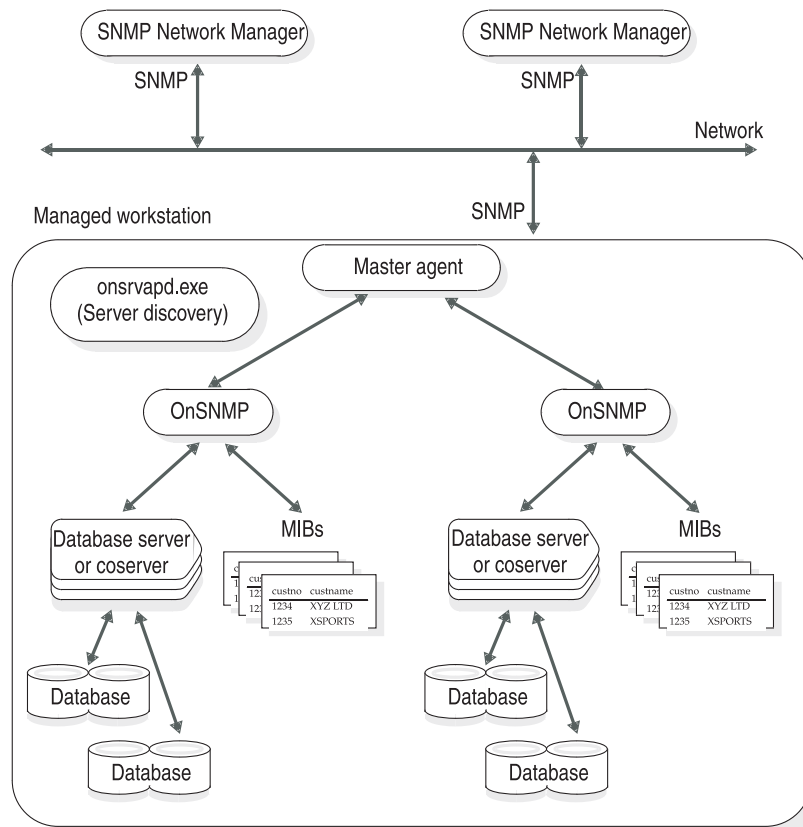 SNMP Network Manager
SNMP Network Manager
SNMP
SNMP
Network
SNMP
Managed workstation
Master agent
onsrvapd.exe
(Server discovery)
OnSNMP
OnSNMP
Database server
or coserver
MIBs
custno custname
1234 XYZ LTD
1235 XSPORTS
Database
Database
Database server
or coserver
MIBs
custno custname
1234 XYZ LTD
1235 XSPORTS
Database
Database